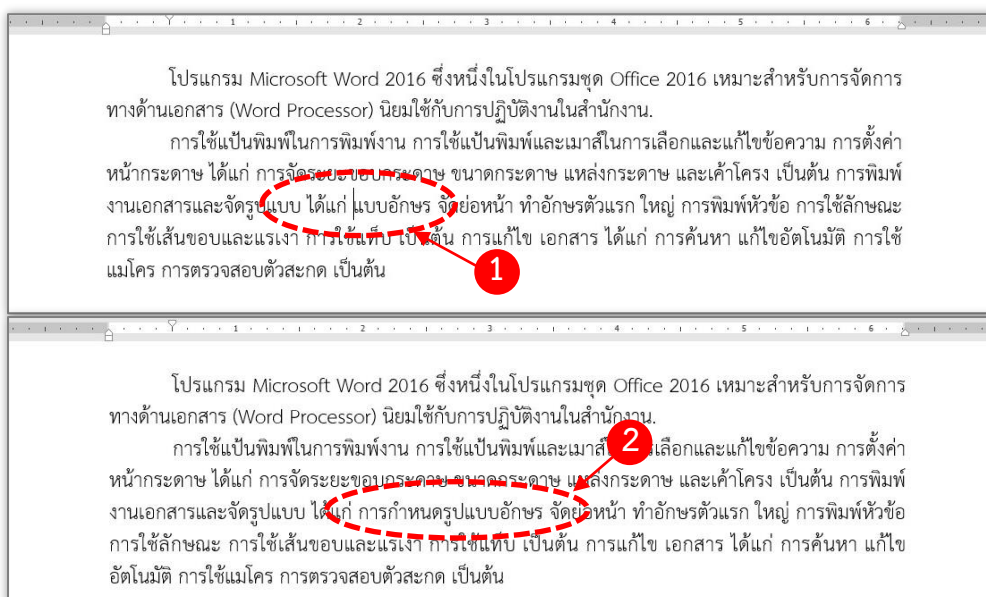 1 2 3 4 5 6
โปรแกรม Microsoft Word 2016 ซึ่งหนึ่งในโปรแกรมชุด Office 2016 เหมาะสำหรับการจัดการ
ทางด้านเอกสาร (Word Processor) นิยมใช้กับการปฏิบัติงานในสำนักงาน.
การใช้แป้นพิมพ์ในการพิมพ์งาน การใช้แป้นพิมพ์และเมาส์ในการเลือกและแก้ไขข้อความ การตั้งค่า
หน้ากระดาษ ได้แก่ การจัดระยะขอบกระดาษ ขนาดกระดาษ แหล่งกระดาษ และเค้าโครง เป็นต้น การพิมพ์
งานเอกสารและจัดรูปแบบ ได้แก่ แบบอักษร จัดย่อหน้า ทำอักษรตัวแรก ใหญ่ การพิมพ์หัวข้อ การใช้ลักษณะ
การใช้เส้นขอบและแรเงา การใช้แท็บ เป็นต้น การแก้ไข เอกสาร ได้แก่ การค้นหา แก้ไขอัตโนมัติ การใช้
แมโคร การตรวจสอบตัวสะกด เป็นต้น
1
1 2 3 4 5 6
โปรแกรม Microsoft Word 2016 ซึ่งหนึ่งในโปรแกรมชุด Office 2016 เหมาะสำหรับการจัดการ
ทางด้านเอกสาร (Word Processor) นิยมใช้กับการปฏิบัติงานในสำนักงาน.
การใช้แป้นพิมพ์ในการพิมพ์งาน การใช้แป้นพิมพ์และเมาส์ 2 เลือกและแก้ไขข้อความ การตั้งค่า
หน้ากระดาษ ได้แก่ การจัดระยะขอบกระดาษ ขนาดกระดาษ แหล่งกระดาษ และเค้าโครง เป็นต้น การพิมพ์
งานเอกสารและจัดรูปแบบ ได้แก่ การกำหนดรูปแบบอักษร จัดย่อหน้า ทำอักษรตัวแรก ใหญ่ การพิมพ์หัวข้อ
การใช้ลักษณะ การใช้เส้นขอบและแรเงา การใช้แท็บ เป็นต้น การแก้ไข เอกสาร ได้แก่ การค้นหา แก้ไข
อัตโนมัติ การใช้แมโคร การตรวจสอบตัวสะกด เป็นต้น